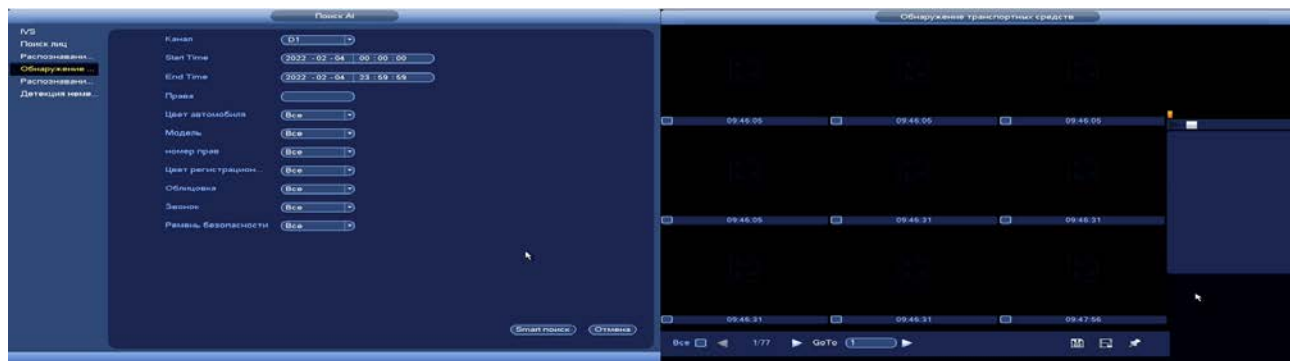 Поиск AI
IVS
Поиск лиц
Распознавани...
Обнаружение ...
Распознавани...
Детекция неме...
Канал D1
Start Time 2022 - 02 - 04 00 : 00 : 00
End Time 2022 - 02 - 04 23 : 59 : 59
Права
Цвет автомобиля Все
Модель Все
номер прав Все
Цвет регистрацион... Все
Облицовка Все
Звонок Все
Ремень безопасности Все
Smart поиск Отмена
Обнаружение транспортных средств
09:46:05 09:46:05 09:46:05
09:46:05 09:46:31 09:46:31
09:46:31 09:46:31 09:47:56
Все 1/77 GoTo 1